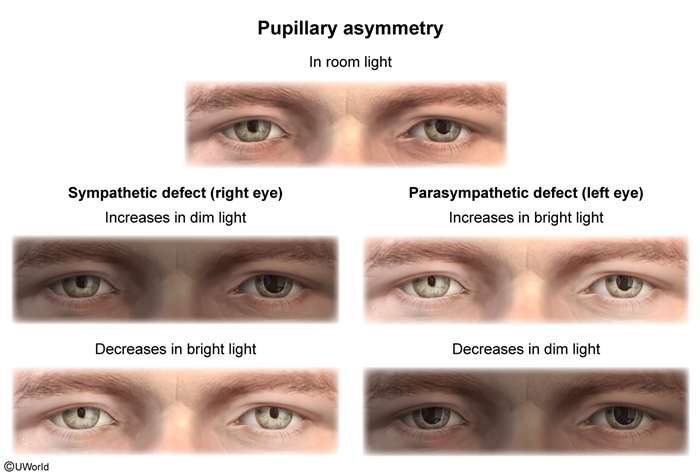 Pupillary asymmetry
In room light
Sympathetic defect (right eye)
Increases in dim light
Decreases in bright light
Parasympathetic defect (left eye)
Increases in bright light
Decreases in dim light
©UWorld